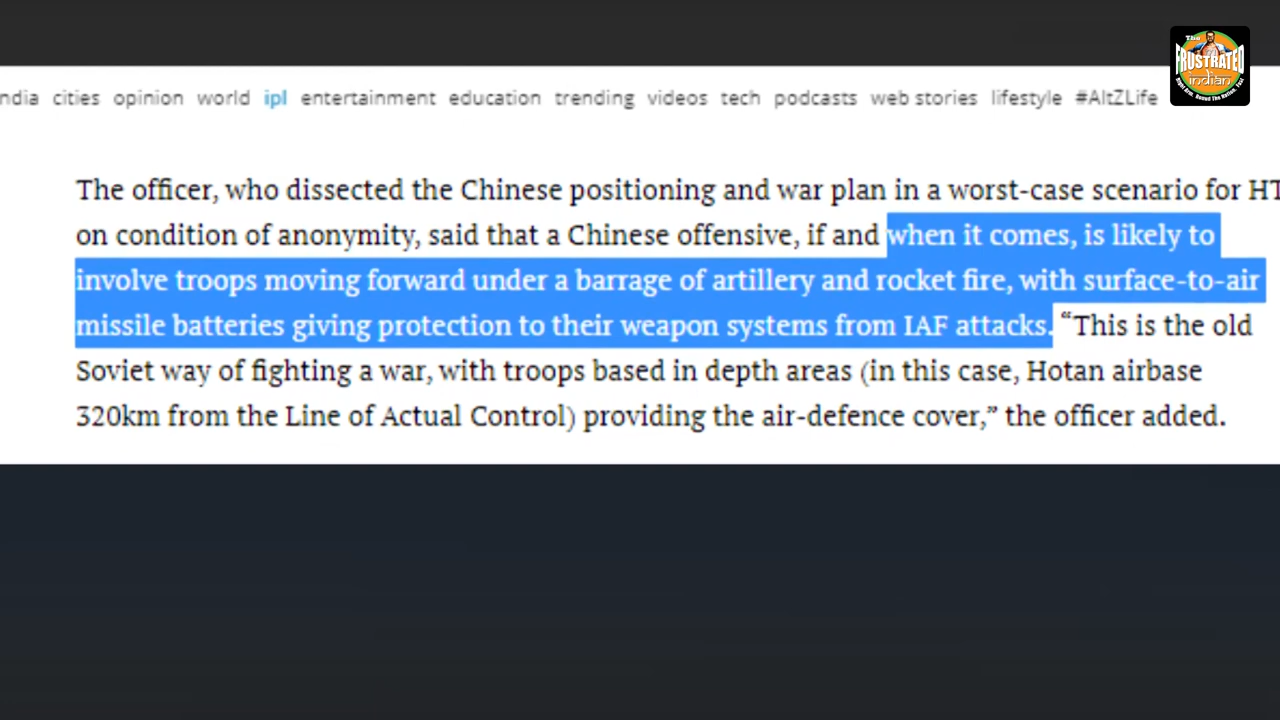 The
FRUSTRATED
indian
cities opinion world ipl entertainment education trending videos tech podcasts web stories lifestyle #AltZLife
The officer, who dissected the Chinese positioning and war plan in a worst-case scenario for HT
on condition of anonymity, said that a Chinese offensive, if and when it comes, is likely to
involve troops moving forward under a barrage of artillery and rocket fire, with surface-to-air
missile batteries giving protection to their weapon systems from IAF attacks. “This is the old
Soviet way of fighting a war, with troops based in depth areas (in this case, Hotan airbase
320km from the Line of Actual Control) providing the air-defence cover,” the officer added.